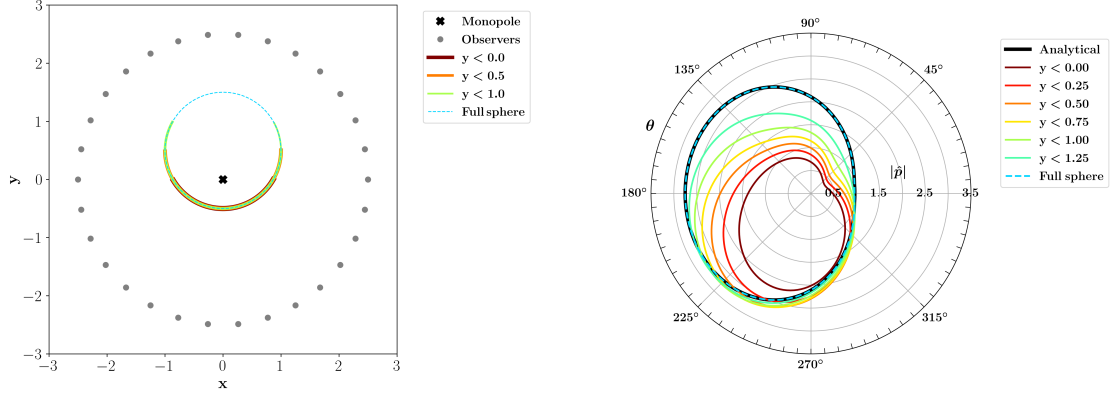 3
2
1
0
−1
−2
−3
y
−3 −2 −1 0 1 2 3
x
Monopole
Observers
y < 0.0
y < 0.5
y < 1.0
Full sphere
90°
135° 45°
θ
|p̂|
180° 0.5 1.5 2.5 3.5
225° 315°
270°
Analytical
y < 0.00
y < 0.25
y < 0.50
y < 0.75
y < 1.00
y < 1.25
Full sphere